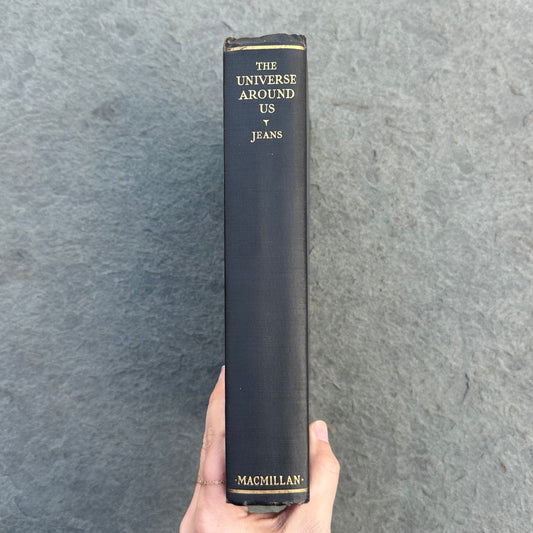 THE
UNIVERSE
AROUND
US
JEANS
·MACMILLAN·